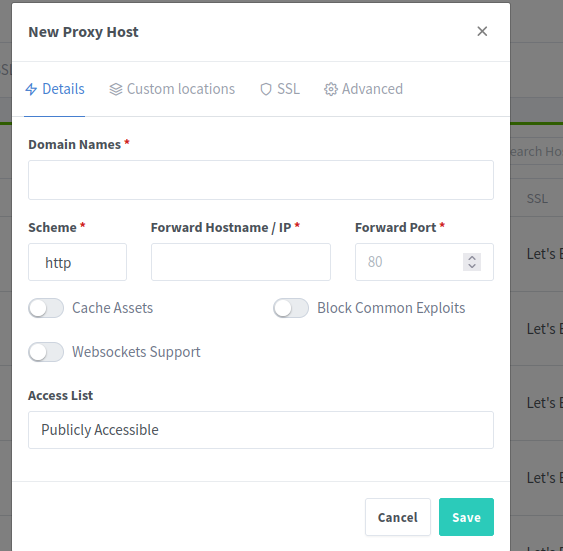 New Proxy Host
Details Custom locations SSL Advanced
Domain Names *
Scheme * Forward Hostname / IP * Forward Port *
http 80
Cache Assets Block Common Exploits
Websockets Support
Access List
Publicly Accessible
Cancel Save
earch Ho
SSL
Let's E
Let's E
Let's E
Let's E